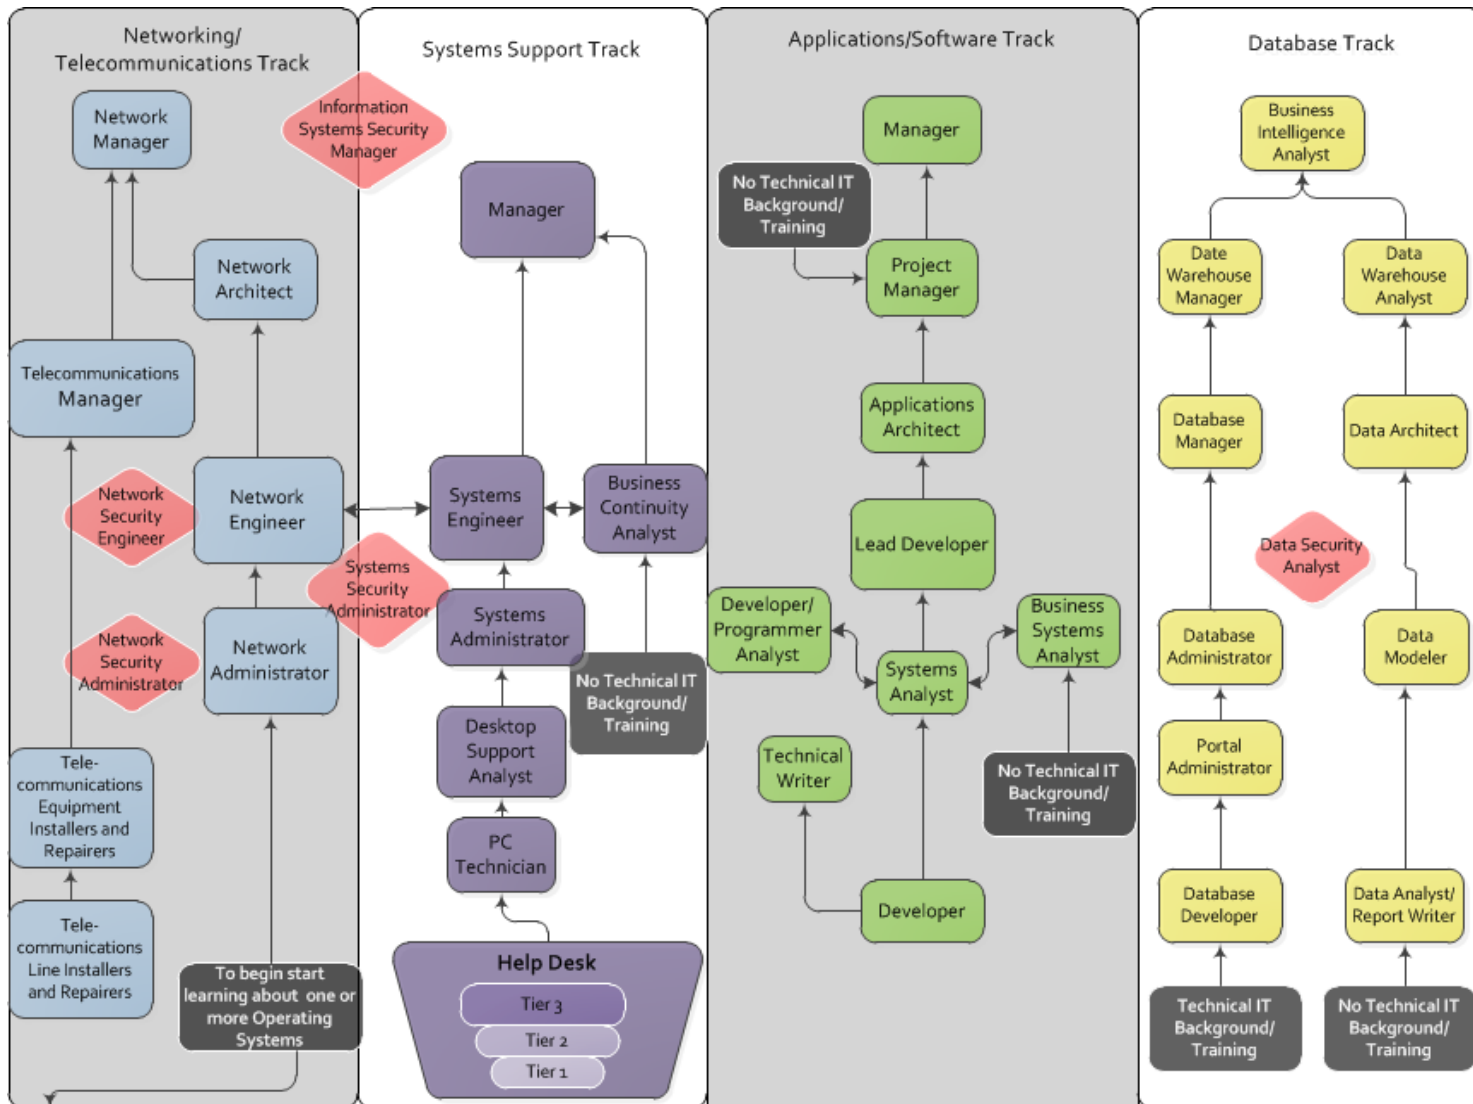 Networking/
Telecommunications Track
Network
Manager
Network
Architect
Telecommunications
Manager
Network
Security
Engineer
Network
Engineer
Network
Security
Administrator
Network
Administrator
Tele-
communications
Equipment
Installers and
Repairers
Tele-
communications
Line Installers
and Repairers
To begin start
learning about one or
more Operating
Systems
Systems Support Track
Information
Systems Security
Manager
Manager
Systems
Engineer
Business
Continuity
Analyst
Systems
Security
Administrator
Systems
Administrator
No Technical IT
Background/
Training
Desktop
Support
Analyst
PC
Technician
Help Desk
Tier 3
Tier 2
Tier 1
Applications/Software Track
Manager
No Technical IT
Background/
Training
Project
Manager
Applications
Architect
Lead Developer
Developer/
Programmer
Analyst
Business
Systems
Analyst
Systems
Analyst
Technical
Writer
No Technical IT
Background/
Training
Developer
Database Track
Business
Intelligence
Analyst
Date
Warehouse
Manager
Data
Warehouse
Analyst
Database
Manager
Data Architect
Data Security
Analyst
Database
Administrator
Data
Modeler
Portal
Administrator
Database
Developer
Data Analyst/
Report Writer
Technical IT
Background/
Training
No Technical IT
Background/
Training